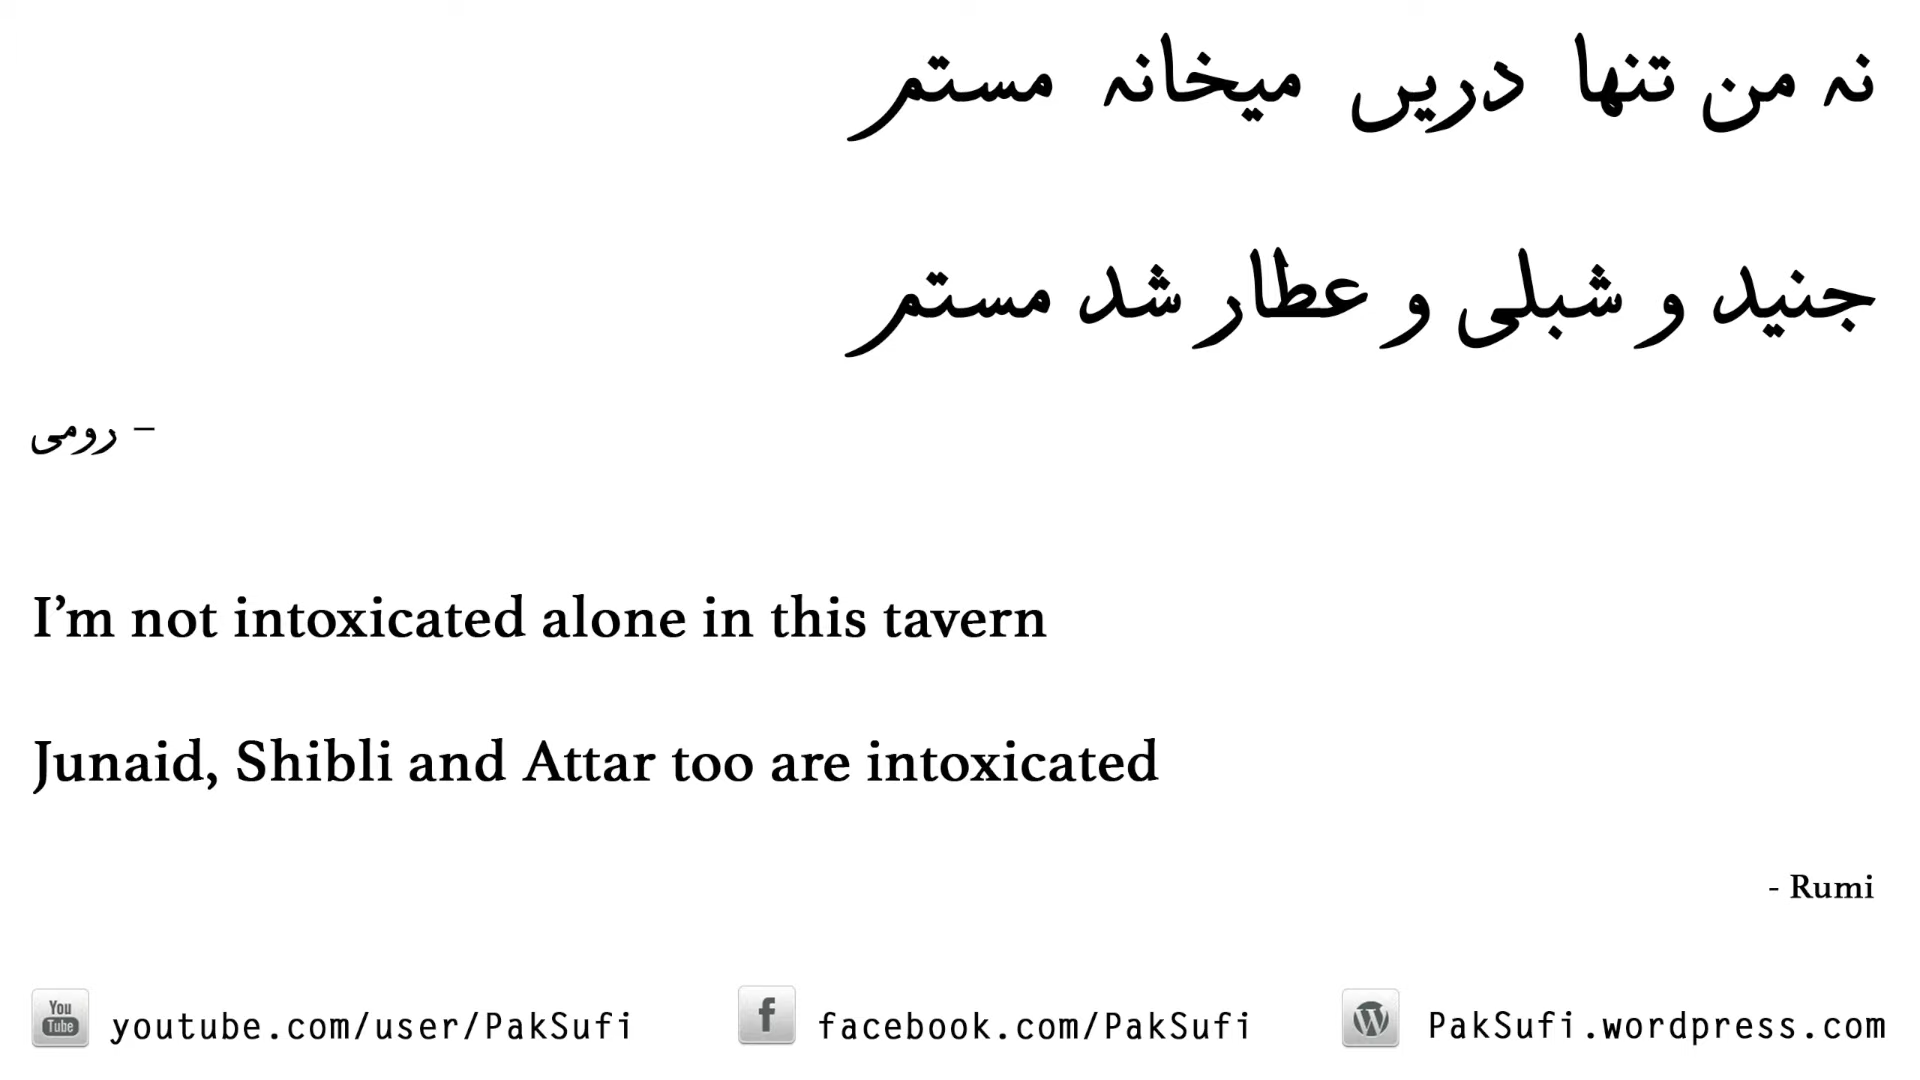 نہ من تنها دریں میخانہ مستم
جنید و شبلی و عطار شد مستم
– رومی
I’m not intoxicated alone in this tavern
Junaid, Shibli and Attar too are intoxicated
- Rumi
You Tube youtube.com/user/PakSufi
f facebook.com/PakSufi
W PakSufi.wordpress.com